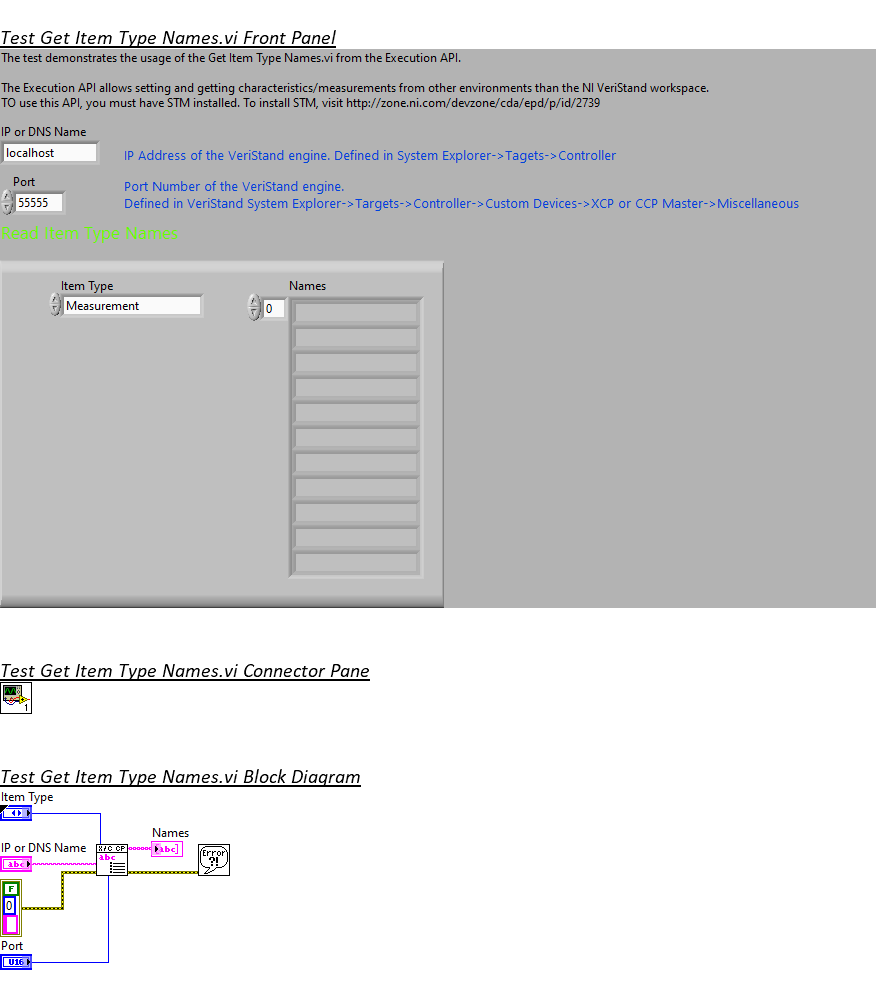 Test Get Item Type Names.vi Front Panel
The test demonstrates the usage of the Get Item Type Names.vi from the Execution API.
The Execution API allows setting and getting characteristics/measurements from other environments than the NI VeriStand workspace.
TO use this API, you must have STM installed. To install STM, visit http://zone.ni.com/devzone/cda/epd/p/id/2739
IP or DNS Name
localhost
IP Address of the VeriStand engine. Defined in System Explorer->Tagets->Controller
Port
55555
Port Number of the VeriStand engine.
Defined in VeriStand System Explorer->Targets->Controller->Custom Devices->XCP or CCP Master->Miscellaneous
Read Item Type Names
Item Type
Measurement
Names
0
Test Get Item Type Names.vi Connector Pane
1
Test Get Item Type Names.vi Block Diagram
Item Type
Names
IP or DNS Name
abc
X/C CP
abc
abc
Error
?!
F
0
Port
U16